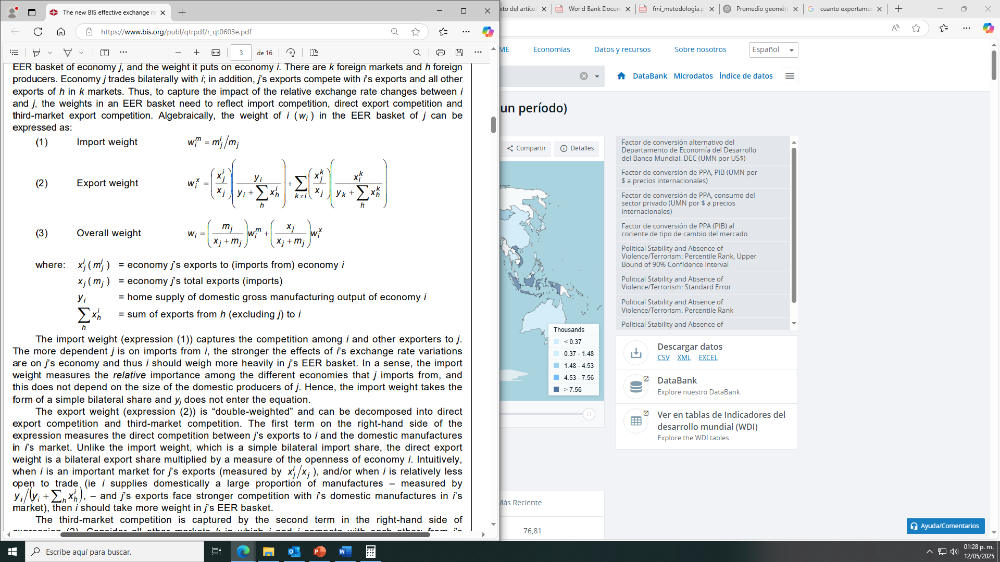 The new BIS effective exchange ra
https://www.bis.org/publ/qtrpdf/r_qt0603e.pdf
3 de 16
EER basket of economy j, and the weight it puts on economy i. There are k foreign markets and h foreign
producers. Economy j trades bilaterally with i; in addition, j's exports compete with i's exports and all other
exports of h in k markets. Thus, to capture the impact of the relative exchange rate changes between i
and j, the weights in an EER basket need to reflect import competition, direct export competition and
third-market export competition. Algebraically, the weight of i (w_i) in the EER basket of j can be
expressed as:
(1) Import weight w_i^m = m_j^i / m_j
(2) Export weight w_i^x = (x_j^i / x_j) (y_i / (y_i + ∑_h x_h^i)) + ∑_{k≠i} (x_j^k / x_j) (x_i^k / (y_k + ∑_h x_h^k))
(3) Overall weight w_i = (m_j / (x_j + m_j)) w_i^m + (x_j / (x_j + m_j)) w_i^x
where: x_j^i (m_j^i) = economy j's exports to (imports from) economy i
x_j (m_j) = economy j's total exports (imports)
y_i = home supply of domestic gross manufacturing output of economy i
∑_h x_h^i = sum of exports from h (excluding j) to i
The import weight (expression (1)) captures the competition among i and other exporters to j.
The more dependent j is on imports from i, the stronger the effects of i's exchange rate variations
are on j's economy and thus i should weigh more heavily in j's EER basket. In a sense, the import
weight measures the relative importance among the different economies that j imports from, and
this does not depend on the size of the domestic producers of j. Hence, the import weight takes the
form of a simple bilateral share and y_j does not enter the equation.
The export weight (expression (2)) is “double-weighted” and can be decomposed into direct
export competition and third-market competition. The first term on the right-hand side of the
expression measures the direct competition between j's exports to i and the domestic manufactures
in i's market. Unlike the import weight, which is a simple bilateral import share, the direct export
weight is a bilateral export share multiplied by a measure of the openness of economy i. Intuitively,
when i is an important market for j's exports (measured by x_j^i / x_j ), and/or when i is relatively less
open to trade (ie i supplies domestically a large proportion of manufactures – measured by
y_i / (y_i + ∑_h x_h^i), – and j's exports face stronger competition with i's domestic manufactures in i's
market), then i should take more weight in j's EER basket.
The third-market competition is captured by the second term in the right-hand side of
xto del artícul
World Bank Docum
fmi_metodologia.p
Promedio geométr
cuanto exportamo
ME
Economías
Datos y recursos
Sobre nosotros
Español
DataBank
Microdatos
Índice de datos
un período)
Compartir
Detalles
Thousands
< 0.37
0.37 - 1.48
1.48 - 4.53
4.53 - 7.56
> 7.56
Factor de conversión alternativo del
Departamento de Economía del Desarrollo
del Banco Mundial: DEC (UMN por US$)
Factor de conversión de PPA, PIB (UMN por
$ a precios internacionales)
Factor de conversión de PPA, consumo del
sector privado (UMN por $ a precios
internacionales)
Factor de conversión de PPA (PIB) al
cociente de tipo de cambio del mercado
Political Stability and Absence of
Violence/Terrorism: Percentile Rank, Upper
Bound of 90% Confidence Interval
Political Stability and Absence of
Violence/Terrorism: Standard Error
Political Stability and Absence of
Violence/Terrorism: Percentile Rank
Political Stability and Absence of
Descargar datos
CSV XML EXCEL
DataBank
Explore nuestro DataBank
Ver en tablas de Indicadores del
desarrollo mundial (WDI)
Explore the WDI tables.
Más Reciente
76,81
Ayuda/Comentarios
Escribe aquí para buscar.
01:28 p. m.
12/05/2025